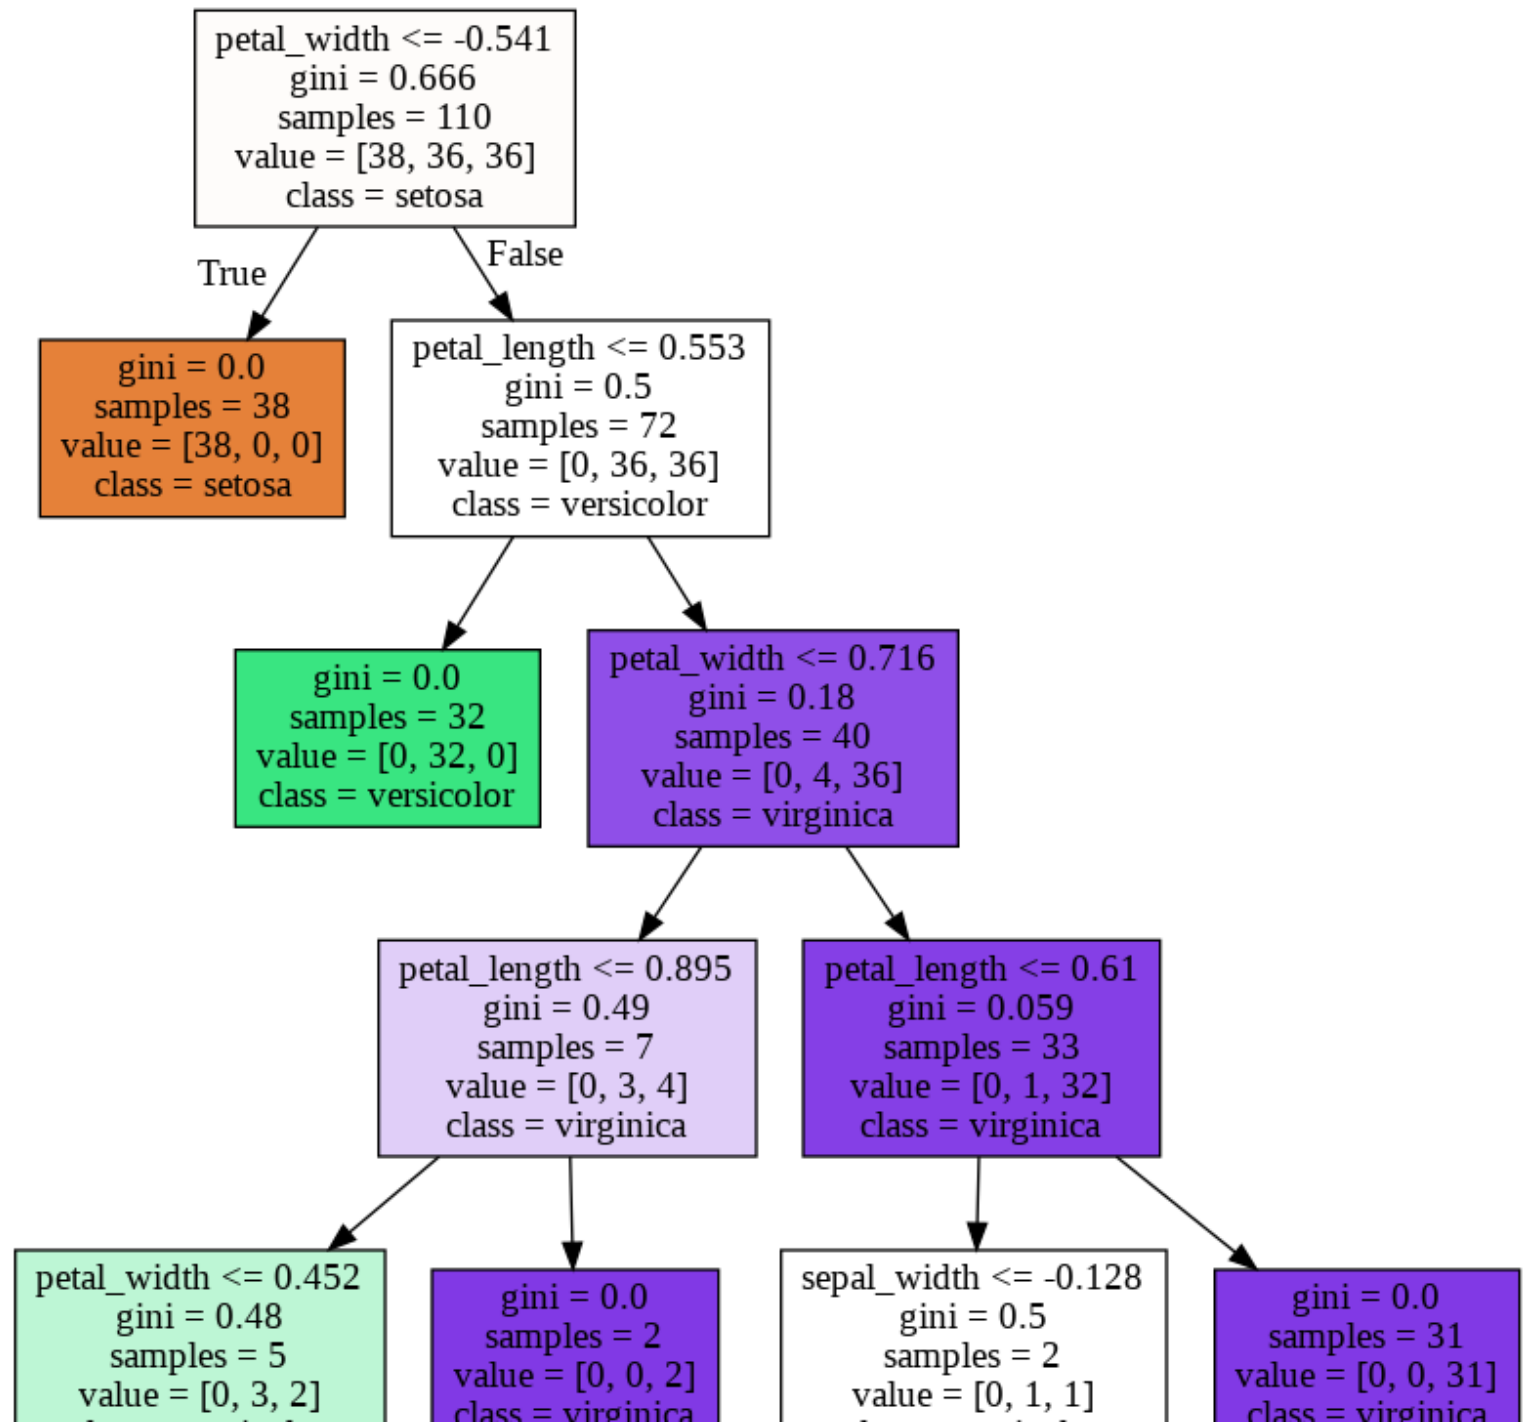 petal_width <= -0.541
gini = 0.666
samples = 110
value = [38, 36, 36]
class = setosa
True
False
gini = 0.0
samples = 38
value = [38, 0, 0]
class = setosa
petal_length <= 0.553
gini = 0.5
samples = 72
value = [0, 36, 36]
class = versicolor
gini = 0.0
samples = 32
value = [0, 32, 0]
class = versicolor
petal_width <= 0.716
gini = 0.18
samples = 40
value = [0, 4, 36]
class = virginica
petal_length <= 0.895
gini = 0.49
samples = 7
value = [0, 3, 4]
class = virginica
petal_length <= 0.61
gini = 0.059
samples = 33
value = [0, 1, 32]
class = virginica
petal_width <= 0.452
gini = 0.48
samples = 5
value = [0, 3, 2]
gini = 0.0
samples = 2
value = [0, 0, 2]
class = virginica
sepal_width <= -0.128
gini = 0.5
samples = 2
value = [0, 1, 1]
gini = 0.0
samples = 31
value = [0, 0, 31]
class = virginica